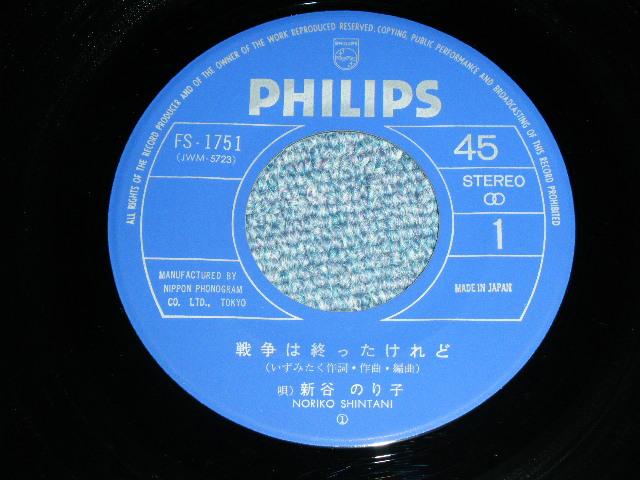 ALL RIGHTS OF THE RECORD PRODUCER AND OF THE OWNER OF THE WORK REPRODUCED RESERVED. COPYING, PUBLIC PERFORMANCE AND BROADCASTING OF THIS RECORD PROHIBITED
PHILIPS
PHILIPS
FS-1751
(JWM-5723)
45
STEREO
1
MANUFACTURED BY
NIPPON PHONOGRAM
CO. LTD., TOKYO
MADE IN JAPAN
戦争は終ったけれど
(いずみたく作詞・作曲・編曲)
唄) 新谷 のり子
NORIKO SHINTANI
①